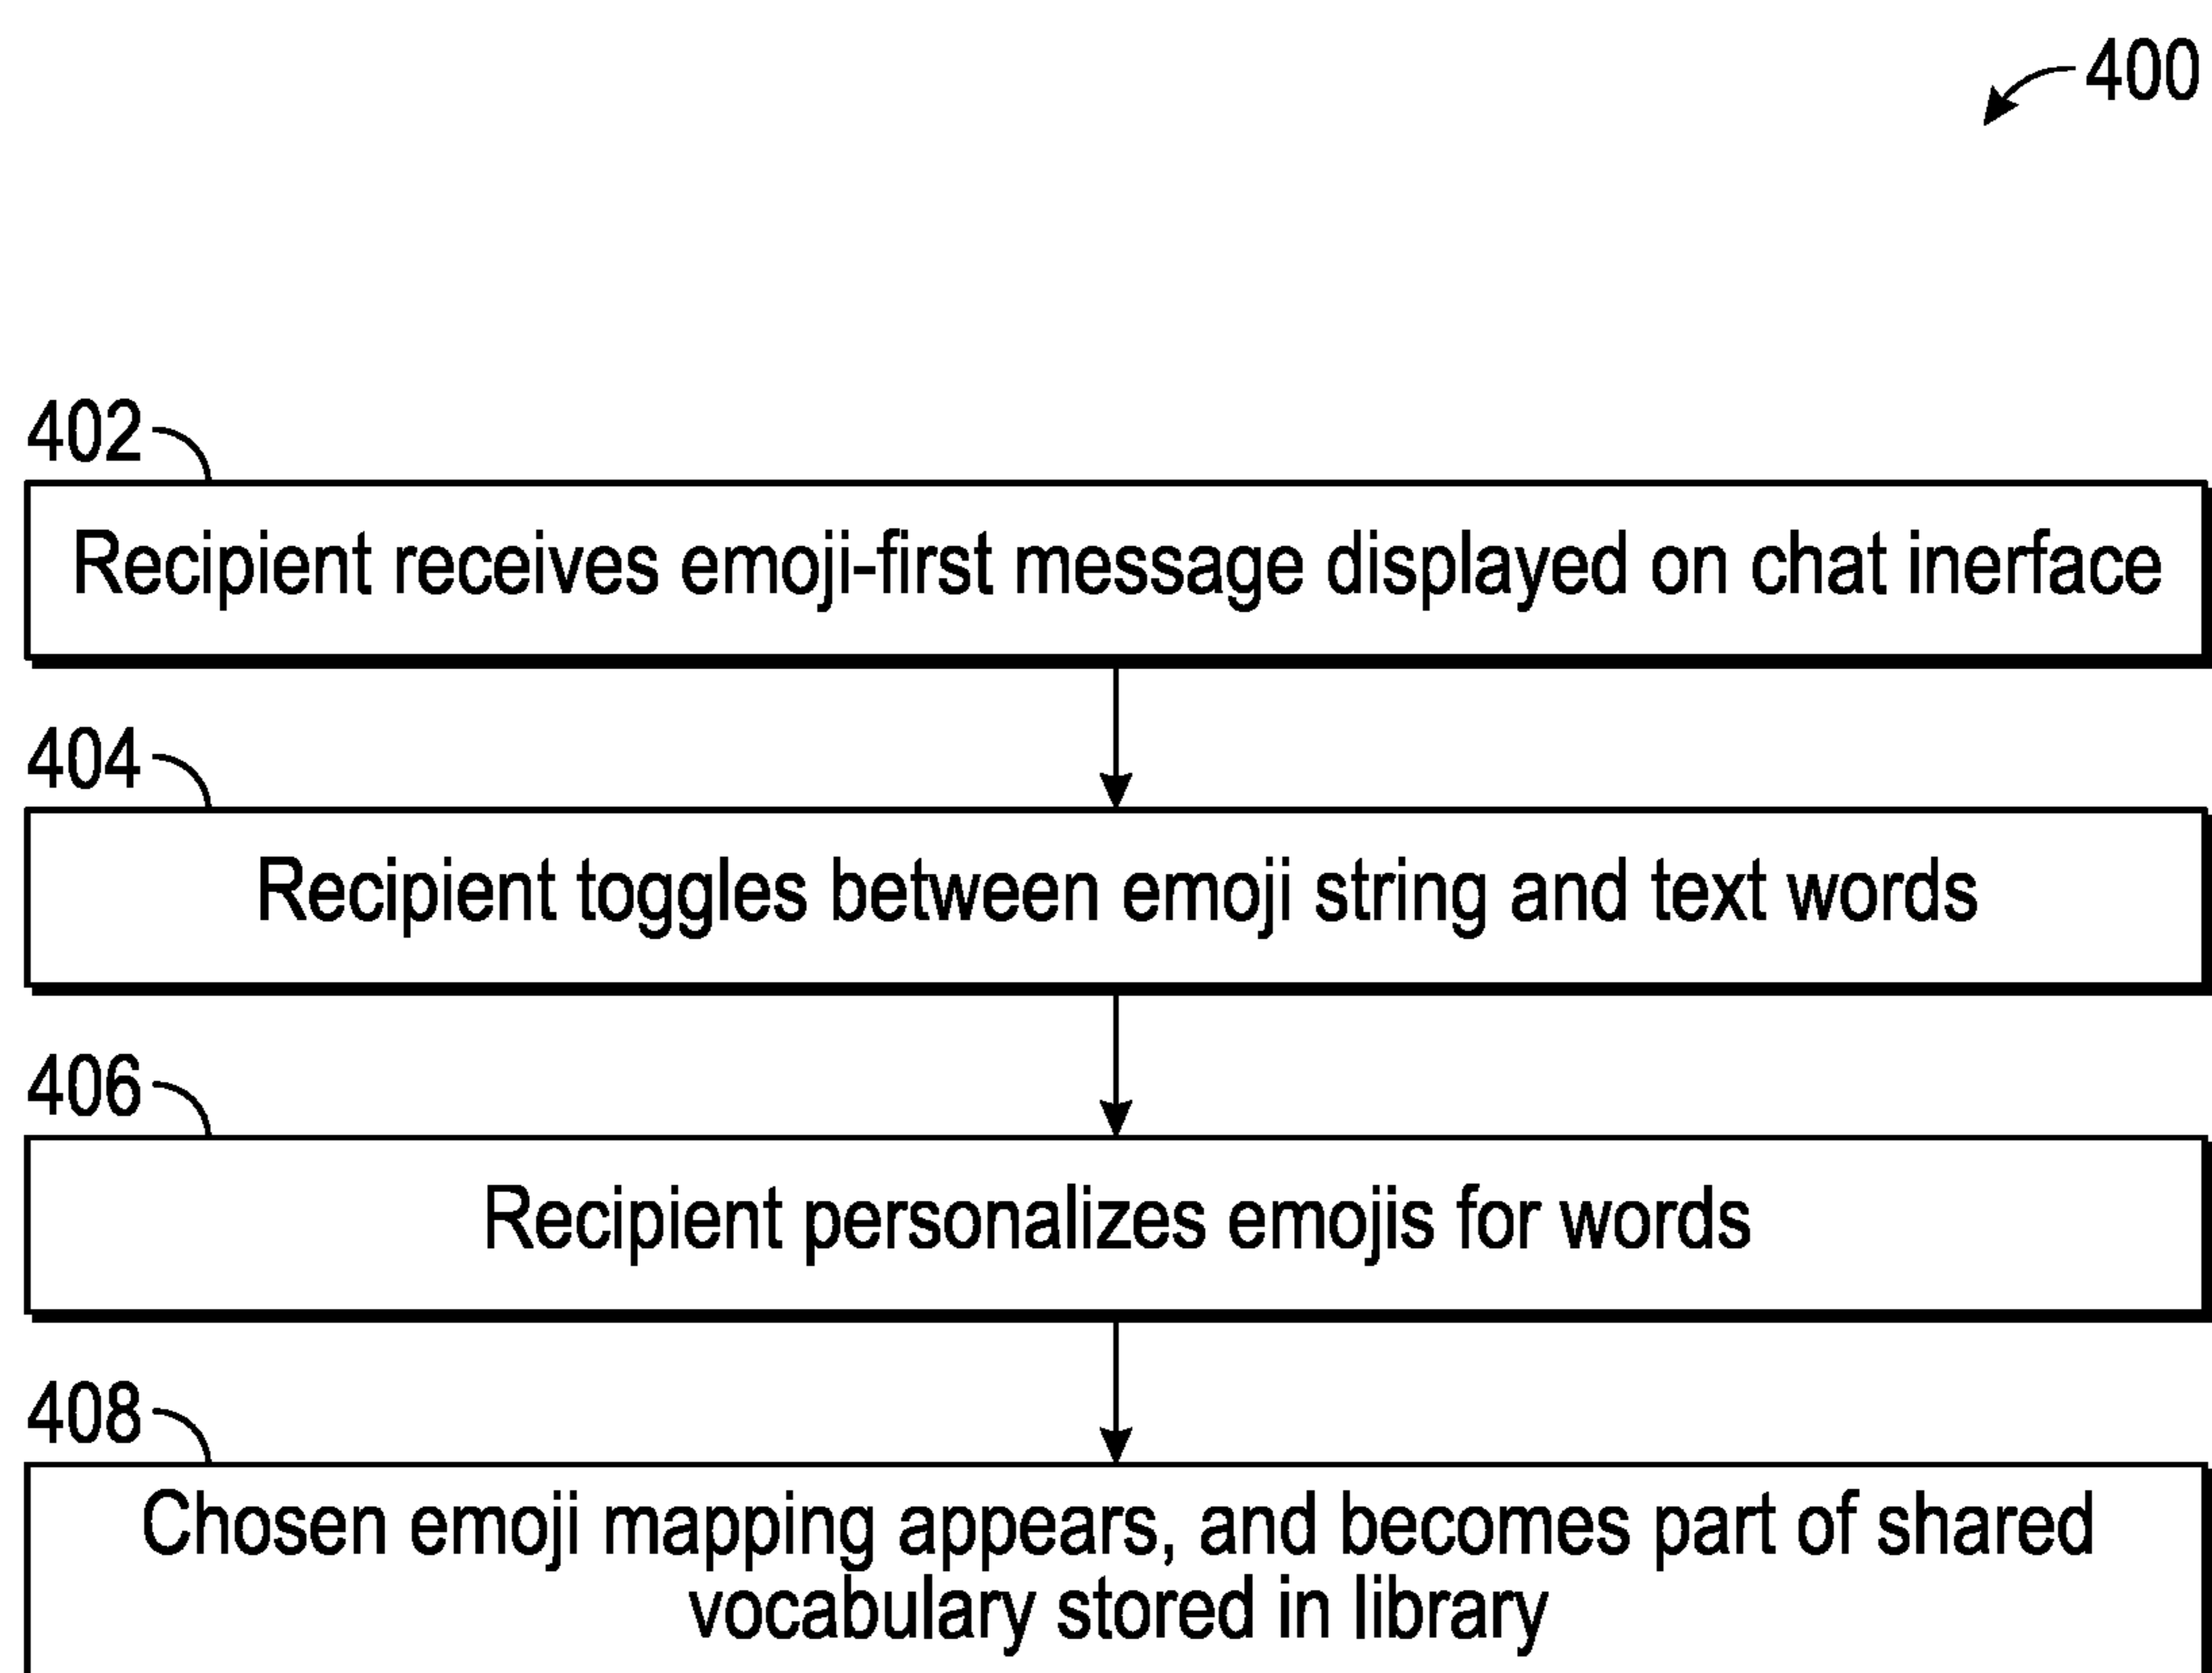 400
402
Recipient receives emoji-first message displayed on chat inerface
404
Recipient toggles between emoji string and text words
406
Recipient personalizes emojis for words
408
Chosen emoji mapping appears, and becomes part of shared
vocabulary stored in library